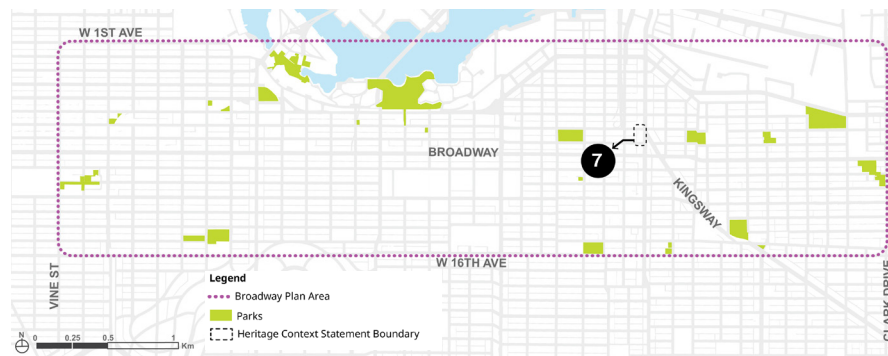 W 1ST AVE
BROADWAY
7
KINGSWAY
W 16TH AVE
VINE ST
CLARK DRIVE
Legend
Broadway Plan Area
Parks
Heritage Context Statement Boundary
N
0 0.25 0.5 1
Km